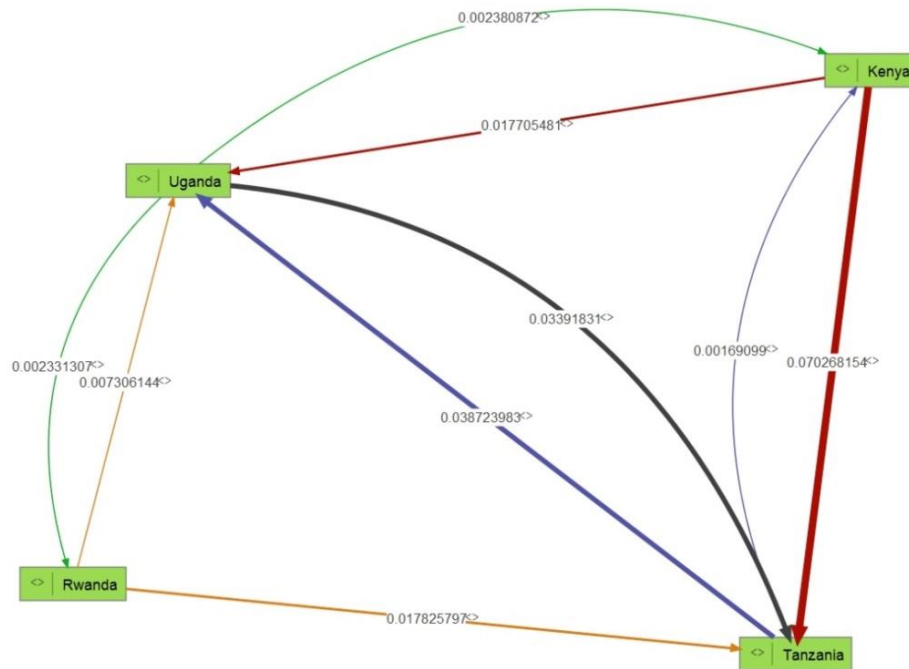 0.002380872<>
<> Kenya
0.017705481<>
<> Uganda
0.03391831<>
0.00169099<>
0.070268154<>
0.002331307<>
0.007306144<>
0.038723983<>
<> Rwanda
0.017825797<>
<> Tanzania